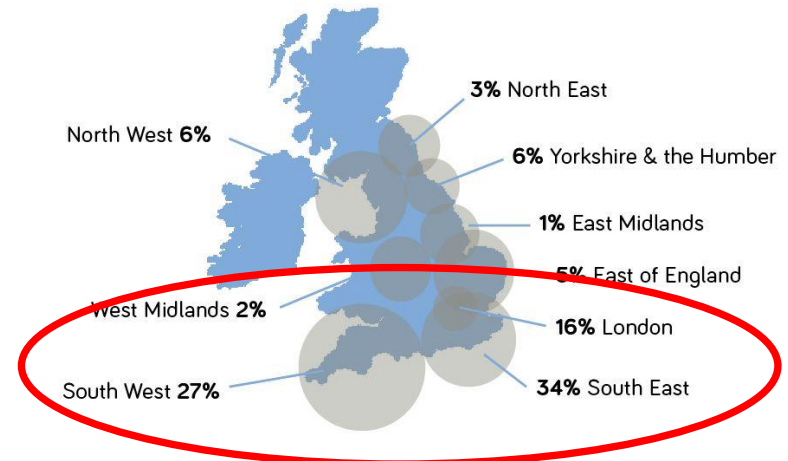 3% North East
North West 6%
6% Yorkshire & the Humber
1% East Midlands
5% East of England
West Midlands 2%
16% London
South West 27%
34% South East